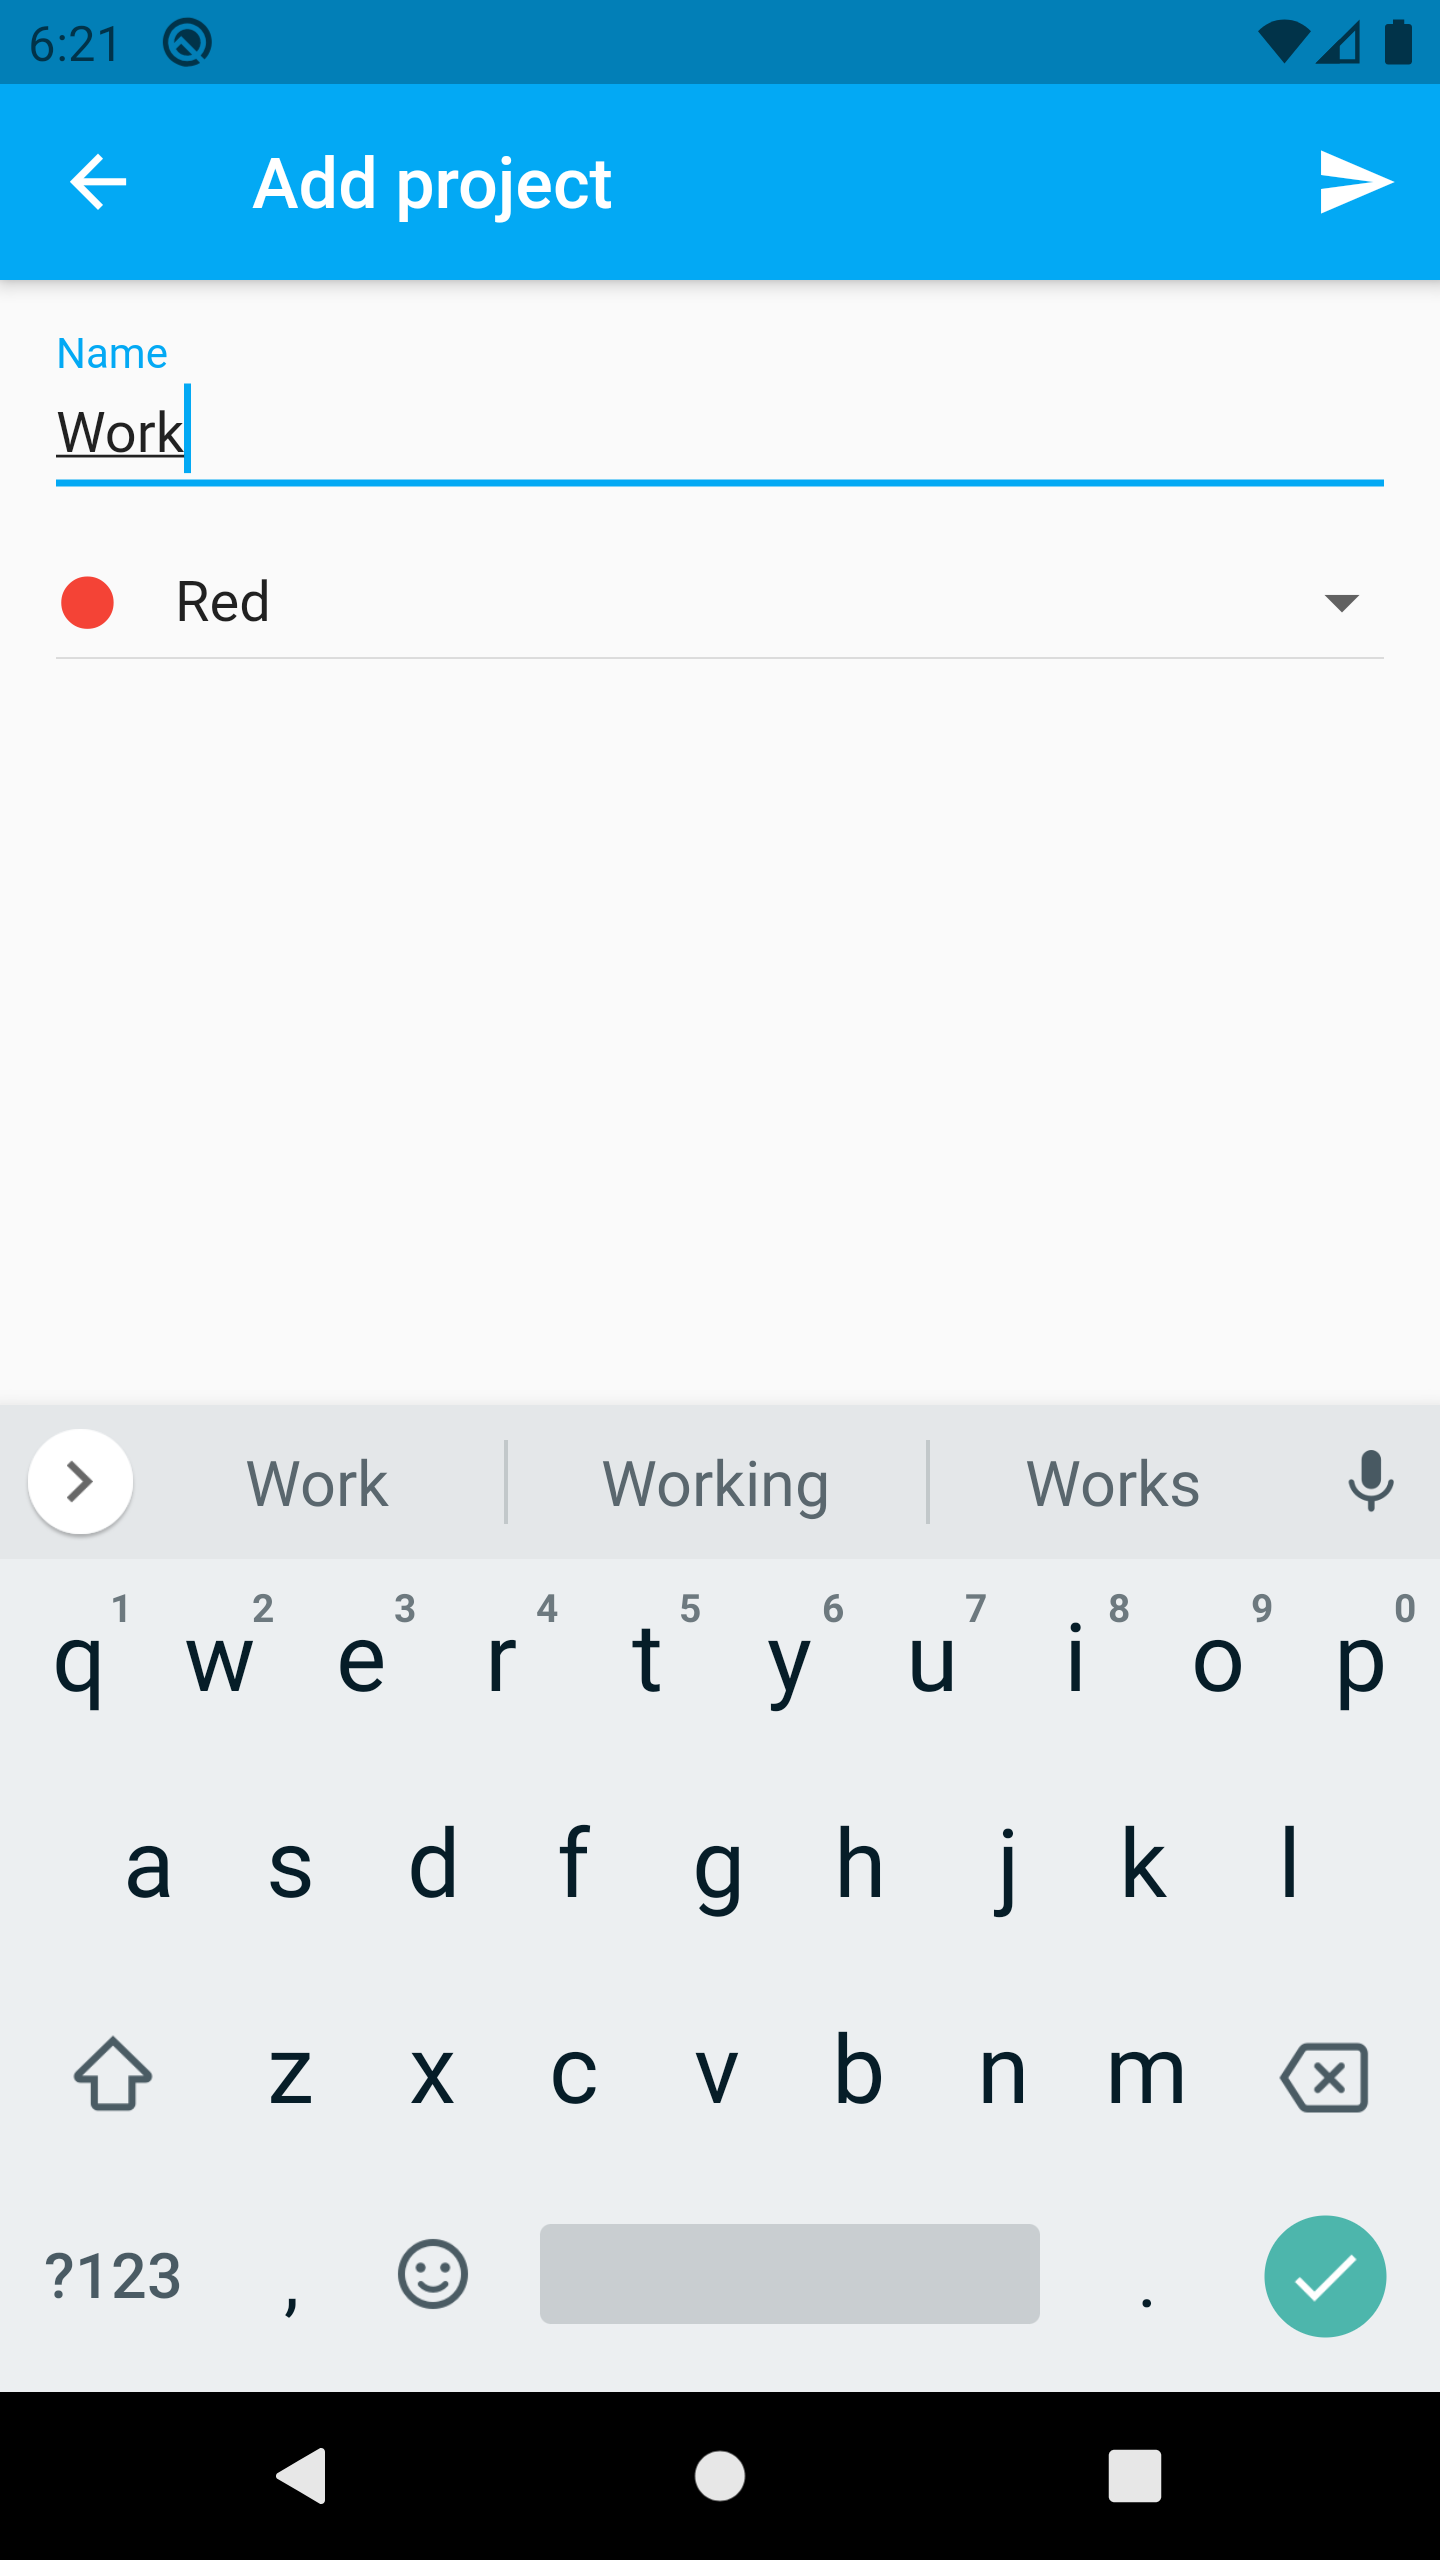 6:21
Add project
Name
Work
Red
Work Working Works
1 2 3 4 5 6 7 8 9 0
q w e r t y u i o p
a s d f g h j k l
z x c v b n m
?123 , .